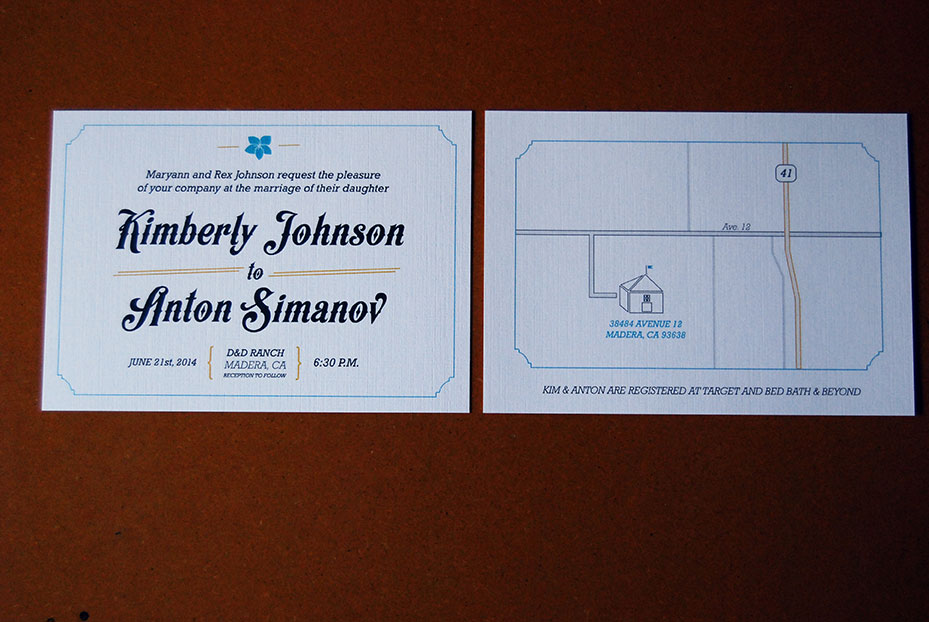 Maryann and Rex Johnson request the pleasure
of your company at the marriage of their daughter
Kimberly Johnson
to
Anton Simanov
JUNE 21st, 2014
D&D RANCH
MADERA, CA
RECEPTION TO FOLLOW
6:30 P.M.
41
Ave. 12
38484 AVENUE 12
MADERA, CA 93638
KIM & ANTON ARE REGISTERED AT TARGET AND BED BATH & BEYOND